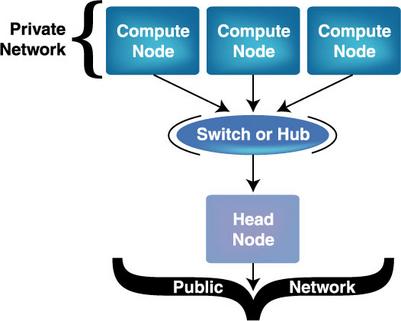 Private
Network
Compute
Node
Compute
Node
Compute
Node
Switch or Hub
Head
Node
Public Network